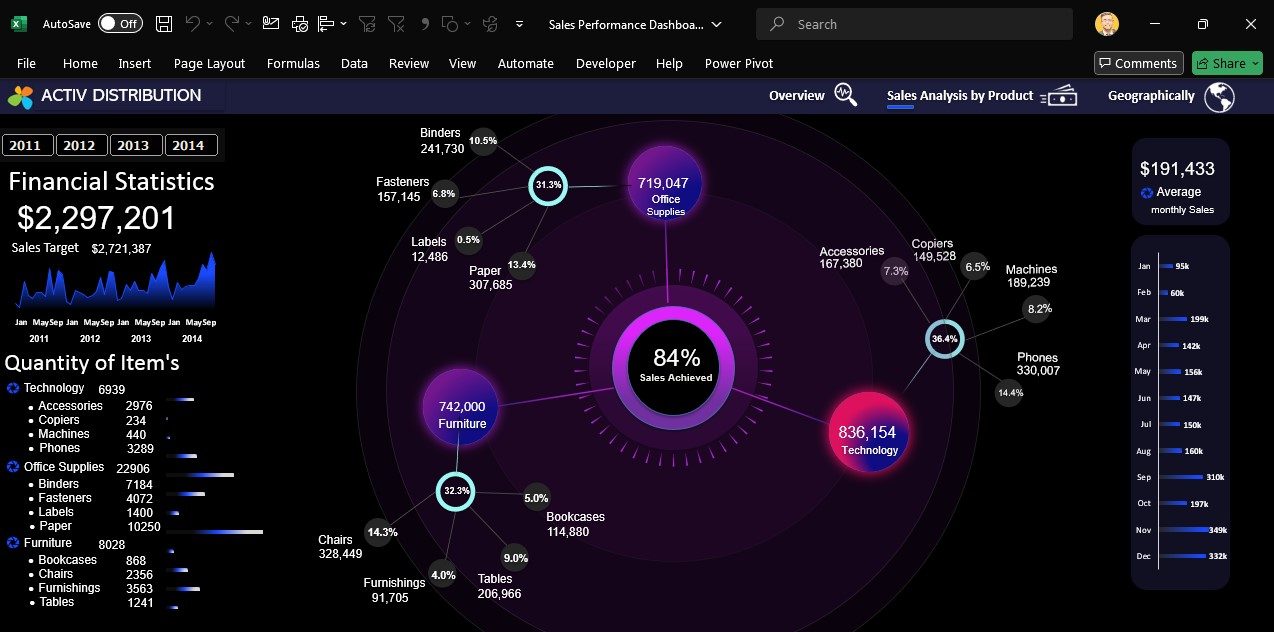 AutoSave Off Sales Performance Dashboa... Search
File Home Insert Page Layout Formulas Data Review View Automate Developer Help Power Pivot Comments Share
ACTIV DISTRIBUTION Overview Sales Analysis by Product Geographically
2011 2012 2013 2014
Financial Statistics
$2,297,201
Sales Target $2,721,387
Jan May Sep Jan May Sep Jan May Sep Jan May Sep
2011 2012 2013 2014
Quantity of Item's
Technology 6939
• Accessories 2976
• Copiers 234
• Machines 440
• Phones 3289
Office Supplies 22906
• Binders 7184
• Fasteners 4072
• Labels 1400
• Paper 10250
Furniture 8028
• Bookcases 868
• Chairs 2356
• Furnishings 3563
• Tables 1241
Binders
241,730
10.5%
Fasteners
157,145
6.8%
Labels
12,486
0.5%
Paper
307,685
13.4%
31.3%
719,047
Office
Supplies
84%
Sales Achieved
Accessories
167,380
7.3%
Copiers
149,528
6.5%
Machines
189,239
8.2%
Phones
330,007
14.4%
36.4%
836,154
Technology
742,000
Furniture
32.3%
5.0%
Bookcases
114,880
14.3%
Chairs
328,449
4.0%
Furnishings
91,705
9.0%
Tables
206,966
$191,433
Average
monthly Sales
Jan 95k
Feb 60k
Mar 199k
Apr 142k
May 156k
Jun 147k
Jul 150k
Aug 160k
Sep 310k
Oct 197k
Nov 349k
Dec 332k